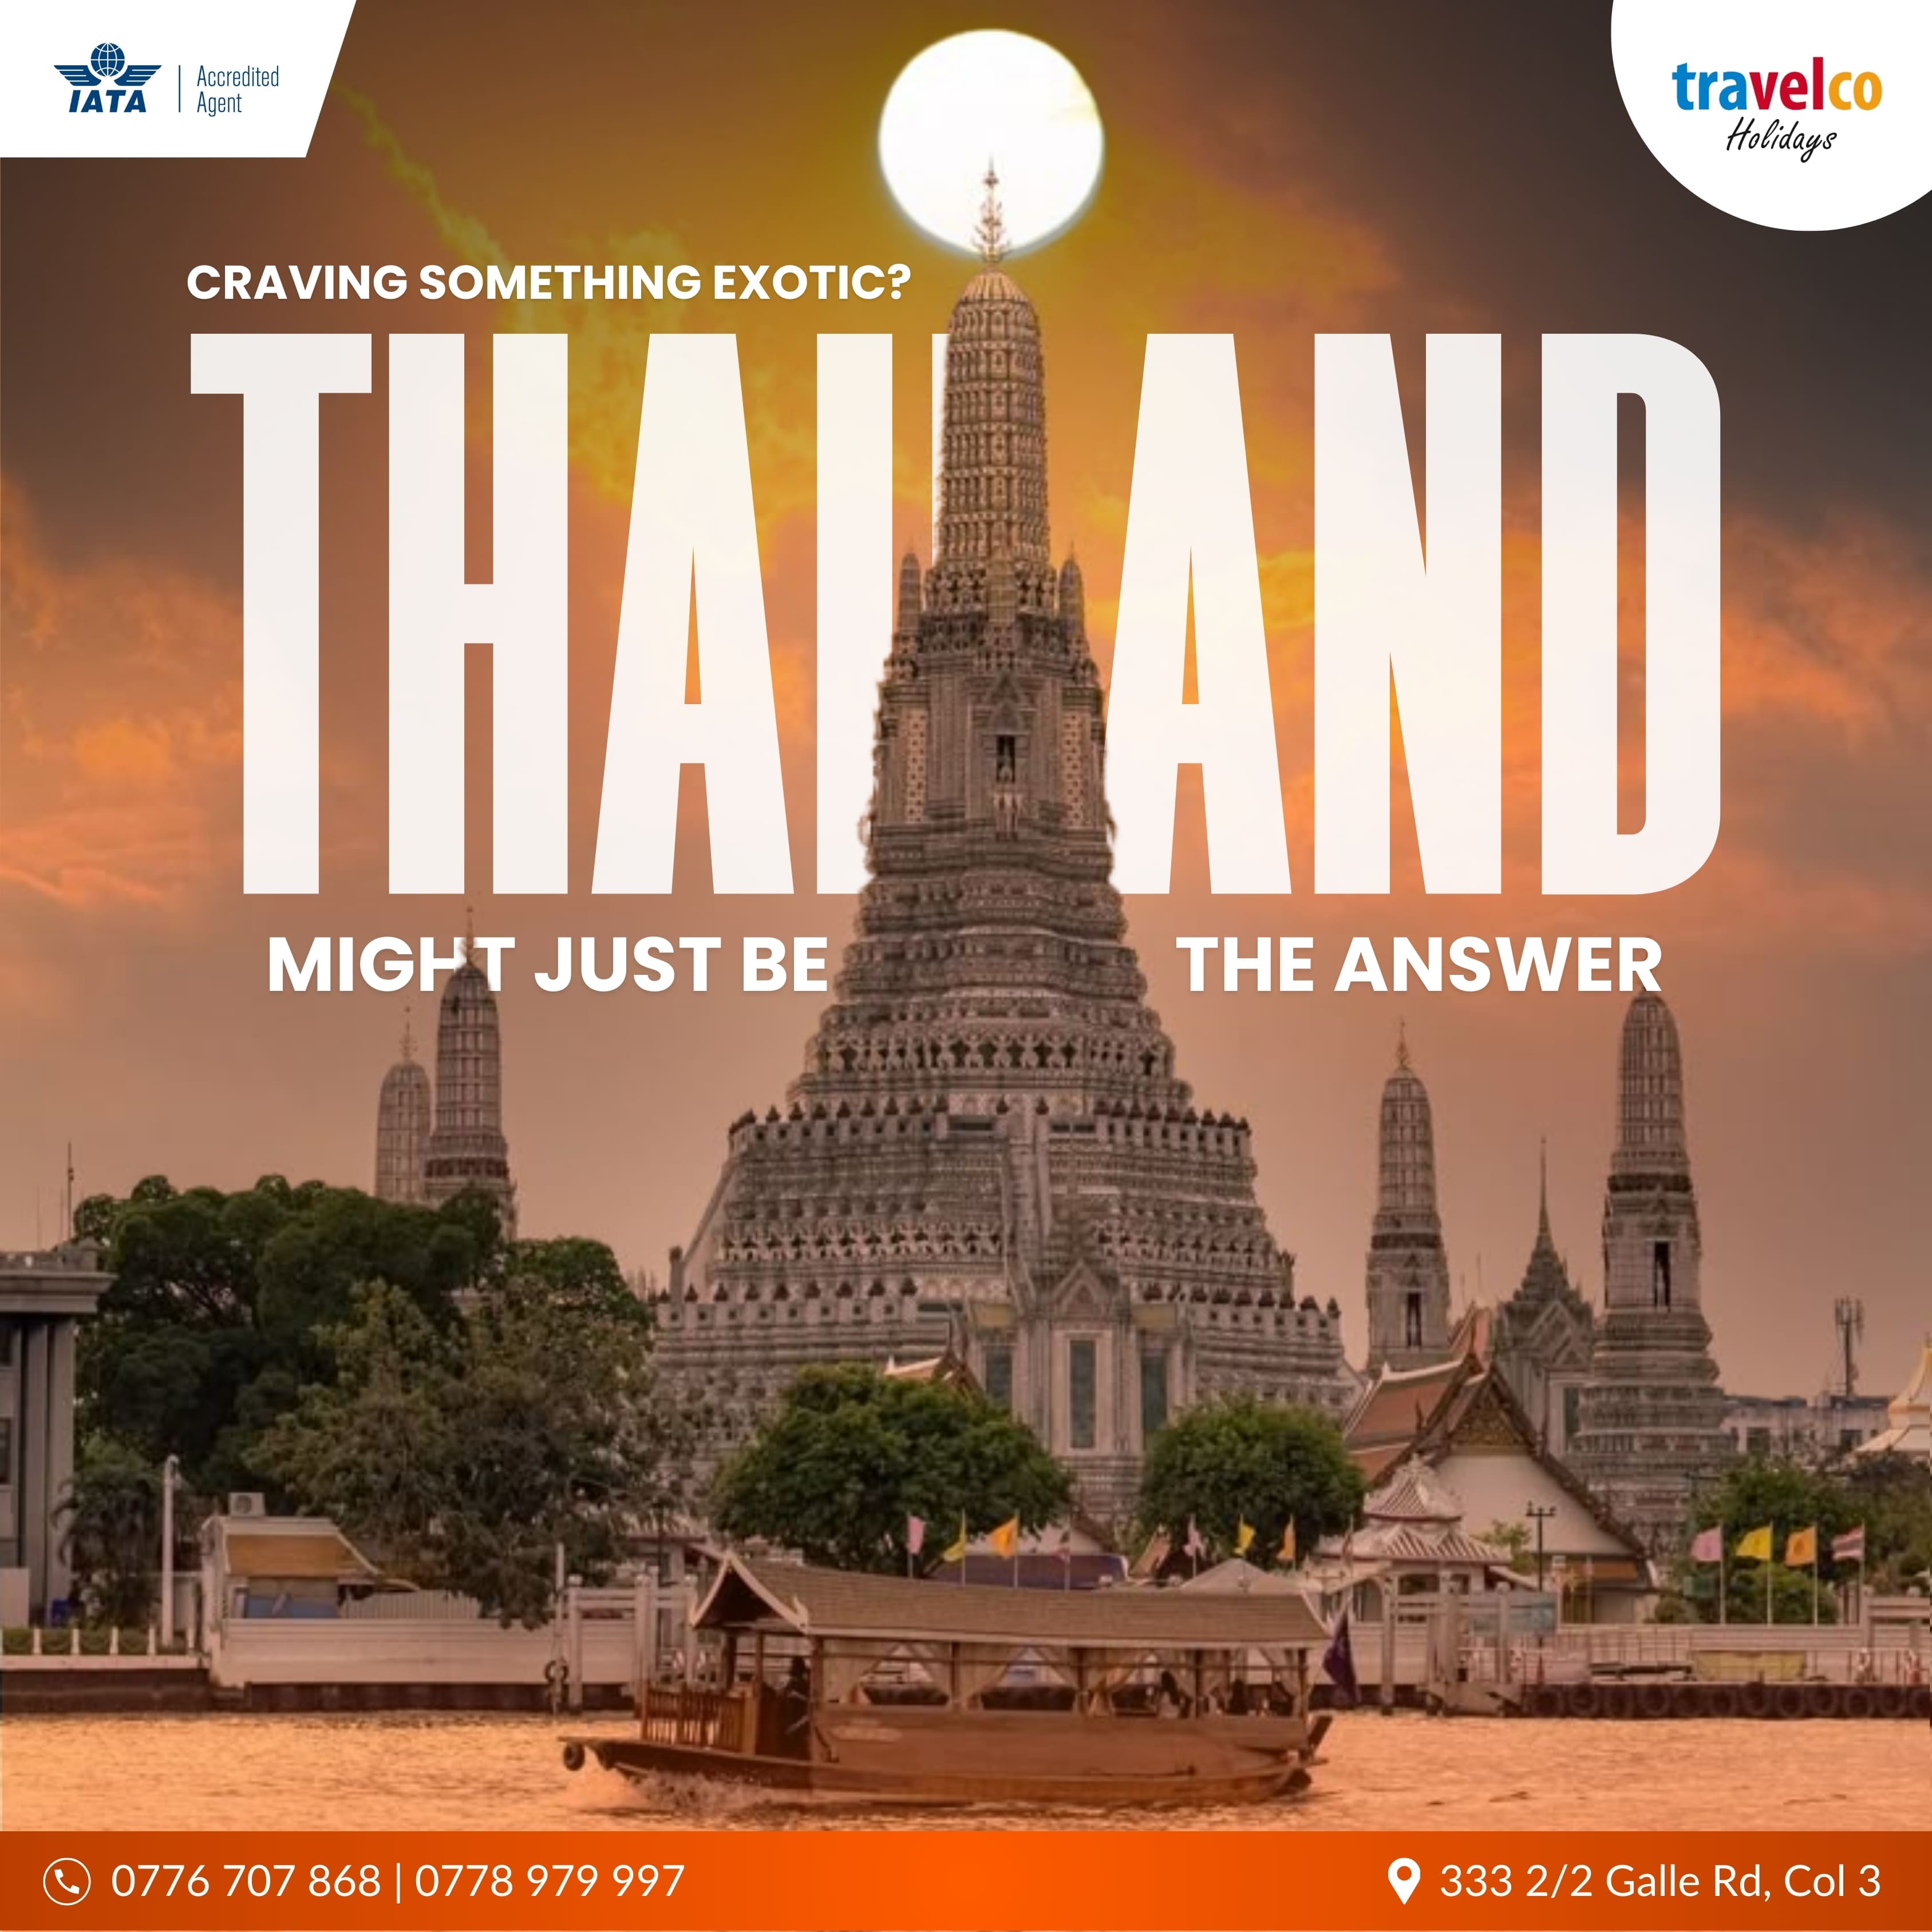 IATA
Accredited
Agent
travelco
Holidays
CRAVING SOMETHING EXOTIC?
THAILAND
MIGHT JUST BE THE ANSWER
0776 707 868 | 0778 979 997
333 2/2 Galle Rd, Col 3